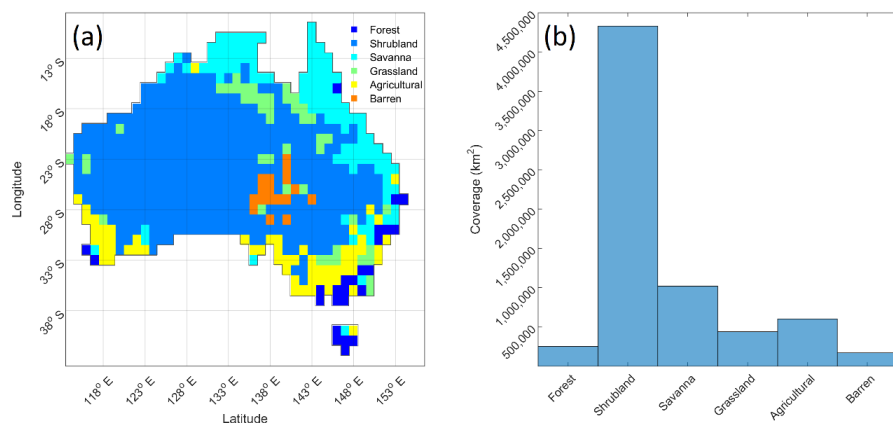 (a)
Forest
Shrubland
Savanna
Grassland
Agricultural
Barren
13° S
18° S
23° S
28° S
33° S
38° S
Longitude
118° E
123° E
128° E
133° E
138° E
143° E
148° E
153° E
Latitude
(b)
4,500,000
4,000,000
3,500,000
3,000,000
2,500,000
2,000,000
1,500,000
1,000,000
500,000
Coverage (km²)
Forest
Shrubland
Savanna
Grassland
Agricultural
Barren